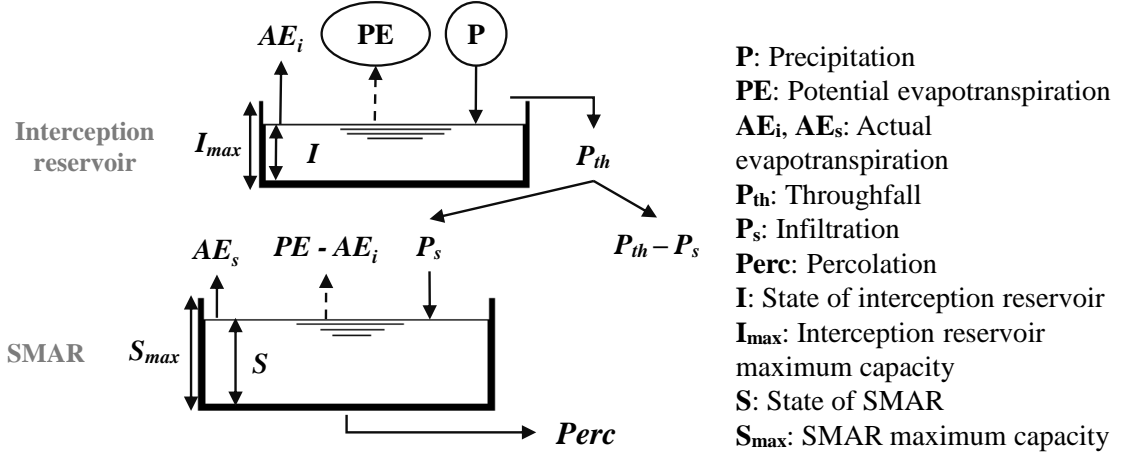 AEᵢ
PE
P
Interception
reservoir
Iₘₐₓ
I
Pₜₕ
AEₛ
PE - AEᵢ
Pₛ
Pₜₕ – Pₛ
SMAR
Sₘₐₓ
S
Perc
P: Precipitation
PE: Potential evapotranspiration
AEᵢ, AEₛ: Actual
evapotranspiration
Pₜₕ: Throughfall
Pₛ: Infiltration
Perc: Percolation
I: State of interception reservoir
Iₘₐₓ: Interception reservoir
maximum capacity
S: State of SMAR
Sₘₐₓ: SMAR maximum capacity